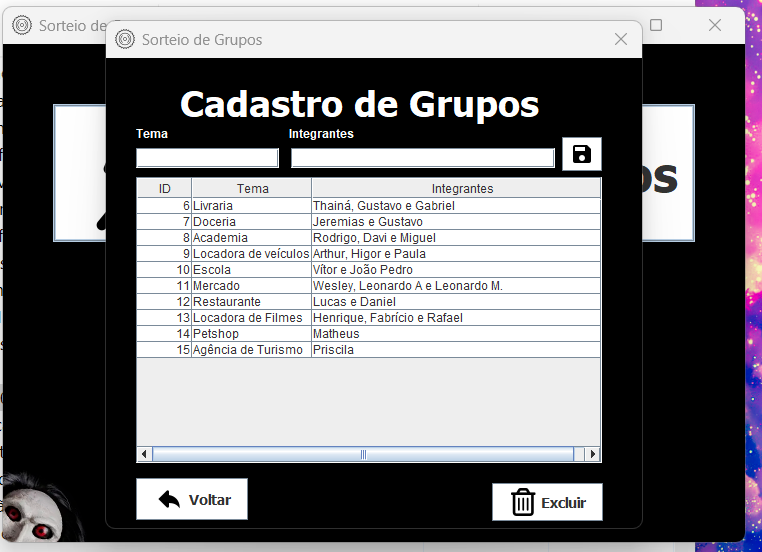 Sorteio de
Sorteio de Grupos
Cadastro de Grupos
Tema Integrantes
ID Tema Integrantes
6 Livraria Thainá, Gustavo e Gabriel
7 Doceria Jeremias e Gustavo
8 Academia Rodrigo, Davi e Miguel
9 Locadora de veículos Arthur, Higor e Paula
10 Escola Vítor e João Pedro
11 Mercado Wesley, Leonardo A e Leonardo M.
12 Restaurante Lucas e Daniel
13 Locadora de Filmes Henrique, Fabrício e Rafael
14 Petshop Matheus
15 Agência de Turismo Priscila
Voltar Excluir